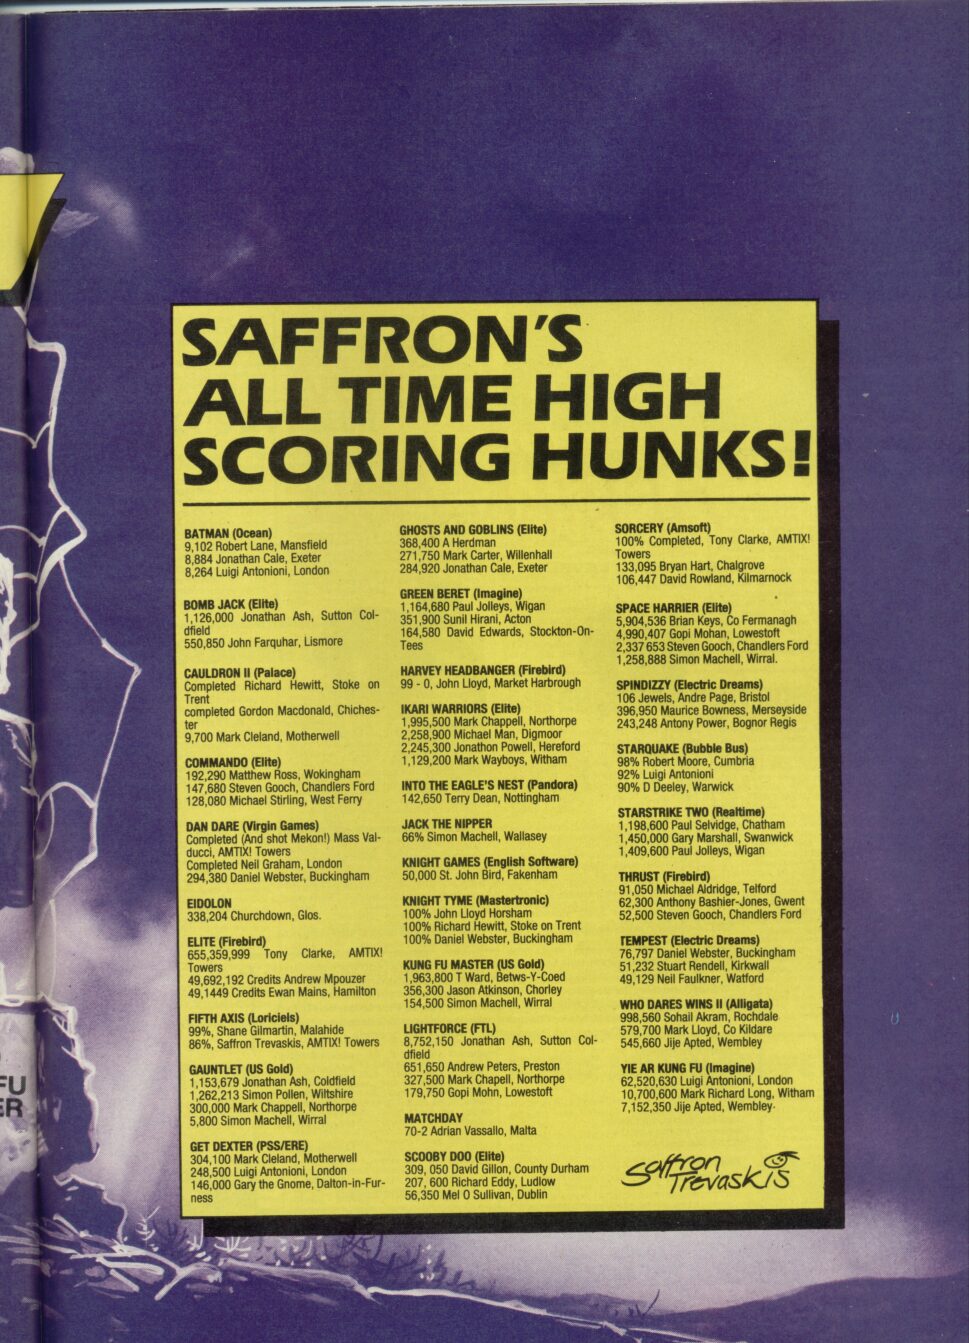 SAFFRON'S
ALL TIME HIGH
SCORING HUNKS!
BATMAN (Ocean)
9,102 Robert Lane, Mansfield
8,884 Jonathan Cale, Exeter
8,264 Luigi Antonioni, London
BOMB JACK (Elite)
1,126,000 Jonathan Ash, Sutton Col-
dfield
550,850 John Farquhar, Lismore
CAULDRON II (Palace)
Completed Richard Hewitt, Stoke on
Trent
completed Gordon Macdonald, Chiches-
ter
9,700 Mark Cleland, Motherwell
COMMANDO (Elite)
192,290 Matthew Ross, Wokingham
147,680 Steven Gooch, Chandlers Ford
128,080 Michael Stirling, West Ferry
DAN DARE (Virgin Games)
Completed (And shot Mekon!) Mass Val-
ducci, AMTIX! Towers
Completed Neil Graham, London
294,380 Daniel Webster, Buckingham
EIDOLON
338,204 Churchdown, Glos.
ELITE (Firebird)
655,359,999 Tony Clarke, AMTIX!
Towers
49,692,192 Credits Andrew Mpouzer
49,1449 Credits Ewan Mains, Hamilton
FIFTH AXIS (Loriciels)
99%, Shane Gilmartin, Malahide
86%, Saffron Trevaskis, AMTIX! Towers
GAUNTLET (US Gold)
1,153,679 Jonathan Ash, Coldfield
1,262,213 Simon Pollen, Wiltshire
300,000 Mark Chappell, Northorpe
5,800 Simon Machell, Wirral
GET DEXTER (PSS/ERE)
304,100 Mark Cleland, Motherwell
248,500 Luigi Antonioni, London
146,000 Gary the Gnome, Dalton-in-Fur-
ness
GHOSTS AND GOBLINS (Elite)
368,400 A Herdman
271,750 Mark Carter, Willenhall
284,920 Jonathan Cale, Exeter
GREEN BERET (Imagine)
1,164,680 Paul Jolleys, Wigan
351,900 Sunil Hirani, Acton
164,580 David Edwards, Stockton-On-
Tees
HARVEY HEADBANGER (Firebird)
99 - 0, John Lloyd, Market Harbrough
IKARI WARRIORS (Elite)
1,995,500 Mark Chappell, Northorpe
2,258,900 Michael Man, Digmoor
2,245,300 Jonathon Powell, Hereford
1,129,200 Mark Wayboys, Witham
INTO THE EAGLE'S NEST (Pandora)
142,650 Terry Dean, Nottingham
JACK THE NIPPER
66% Simon Machell, Wallasey
KNIGHT GAMES (English Software)
50,000 St. John Bird, Fakenham
KNIGHT TYME (Mastertronic)
100% John Lloyd Horsham
100% Richard Hewitt, Stoke on Trent
100% Daniel Webster, Buckingham
KUNG FU MASTER (US Gold)
1,963,800 T Ward, Betws-Y-Coed
356,300 Jason Atkinson, Chorley
154,500 Simon Machell, Wirral
LIGHTFORCE (FTL)
8,752,150 Jonathan Ash, Sutton Col-
dfield
651,650 Andrew Peters, Preston
327,500 Mark Chapell, Northorpe
179,750 Gopi Mohn, Lowestoft
MATCHDAY
70-2 Adrian Vassallo, Malta
SCOOBY DOO (Elite)
309, 050 David Gillon, County Durham
207, 600 Richard Eddy, Ludlow
56,350 Mel O Sullivan, Dublin
SORCERY (Amsoft)
100% Completed, Tony Clarke, AMTIX!
Towers
133,095 Bryan Hart, Chalgrove
106,447 David Rowland, Kilmarnock
SPACE HARRIER (Elite)
5,904,536 Brian Keys, Co Fermanagh
4,990,407 Gopi Mohan, Lowestoft
2,337 653 Steven Gooch, Chandlers Ford
1,258,888 Simon Machell, Wirral.
SPINDIZZY (Electric Dreams)
106 Jewels, Andre Page, Bristol
396,950 Maurice Bowness, Merseyside
243,248 Antony Power, Bognor Regis
STARQUAKE (Bubble Bus)
98% Robert Moore, Cumbria
92% Luigi Antonioni
90% D Deeley, Warwick
STARSTRIKE TWO (Realtime)
1,198,600 Paul Selvidge, Chatham
1,450,000 Gary Marshall, Swanwick
1,409,600 Paul Jolleys, Wigan
THRUST (Firebird)
91,050 Michael Aldridge, Telford
62,300 Anthony Bashier-Jones, Gwent
52,500 Steven Gooch, Chandlers Ford
TEMPEST (Electric Dreams)
76,797 Daniel Webster, Buckingham
51,232 Stuart Rendell, Kirkwall
49,129 Neil Faulkner, Watford
WHO DARES WINS II (Alligata)
998,560 Sohail Akram, Rochdale
579,700 Mark Lloyd, Co Kildare
545,660 Jije Apted, Wembley
YIE AR KUNG FU (Imagine)
62,520,630 Luigi Antonioni, London
10,700,600 Mark Richard Long, Witham
7,152,350 Jije Apted, Wembley
Saffron
Trevaskis
FU
ER